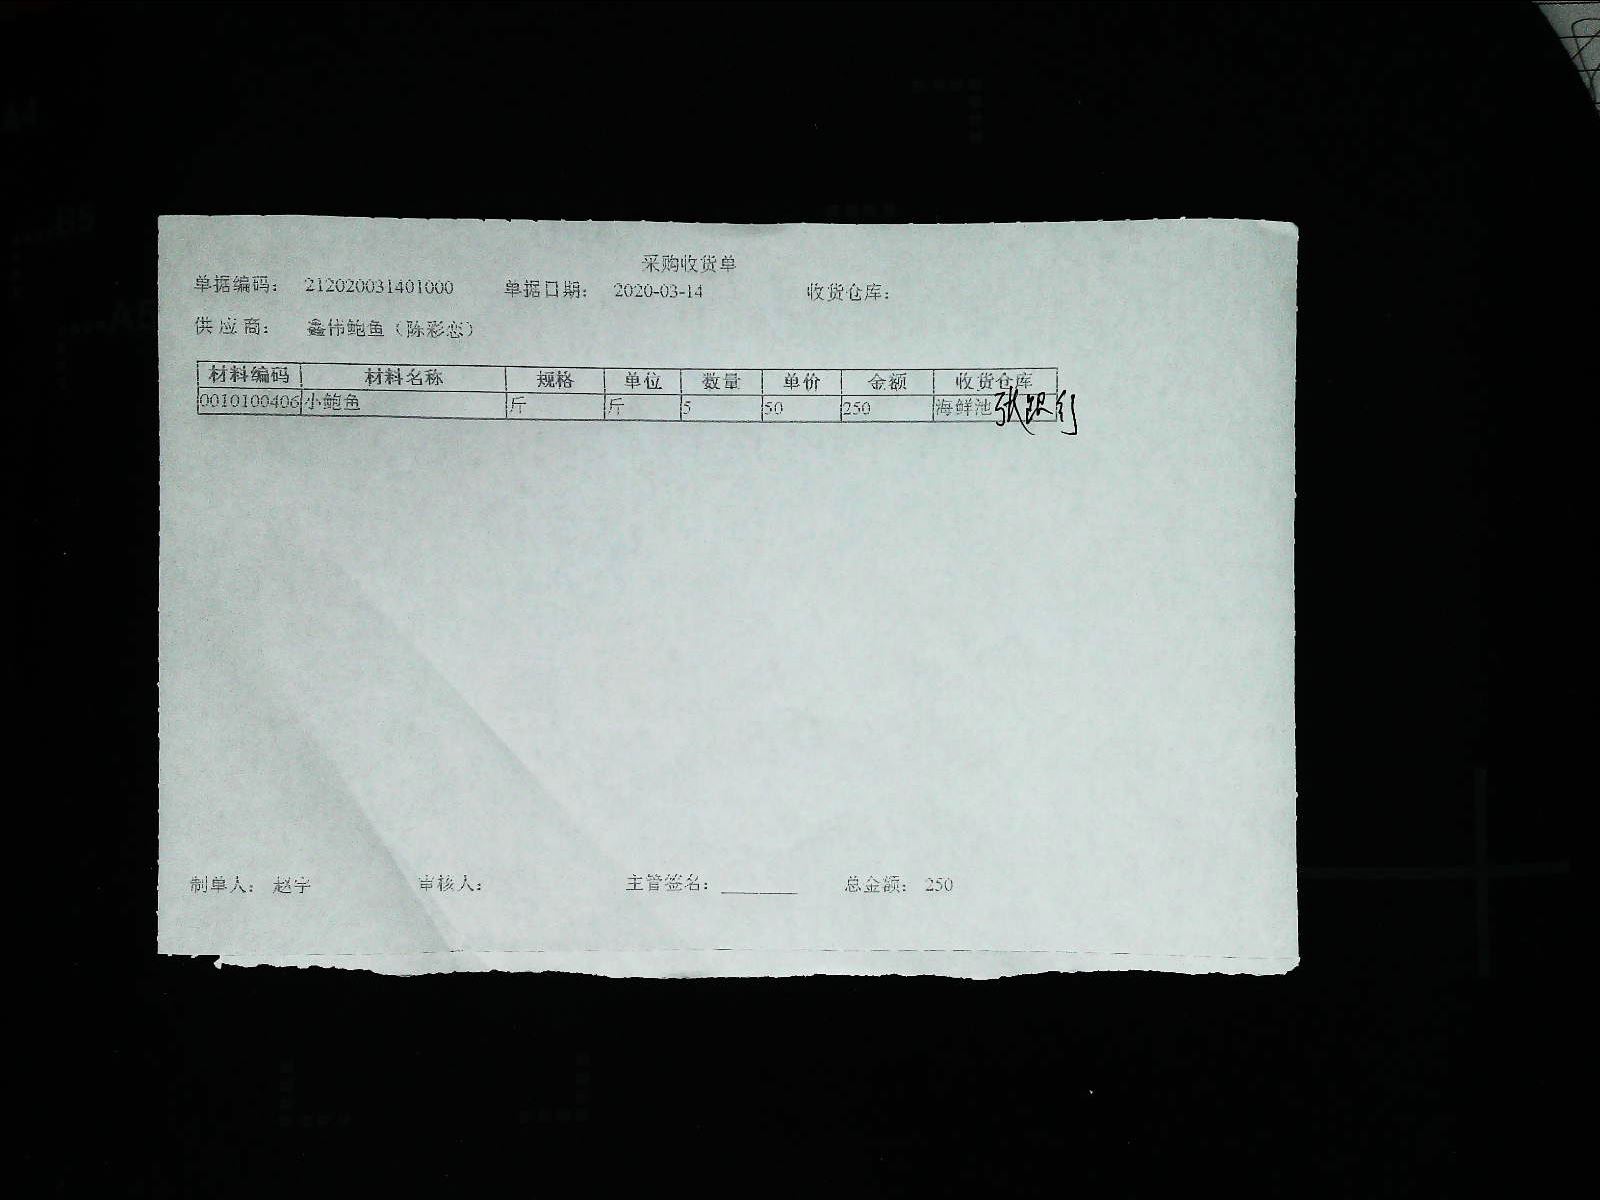 采购收货单
单据编码: 212020031401000 单据日期: 2020-03-14 收货仓库:
供应商: 鑫伟鲍鱼(陈彩恋)
材料编码 材料名称 规格 单位 数量 单价 金额 收货仓库
0010100406 小鲍鱼 斤 斤 5 50 250 海鲜池
制单人: 赵宇 审核人: 主管签名: ________ 总金额: 250